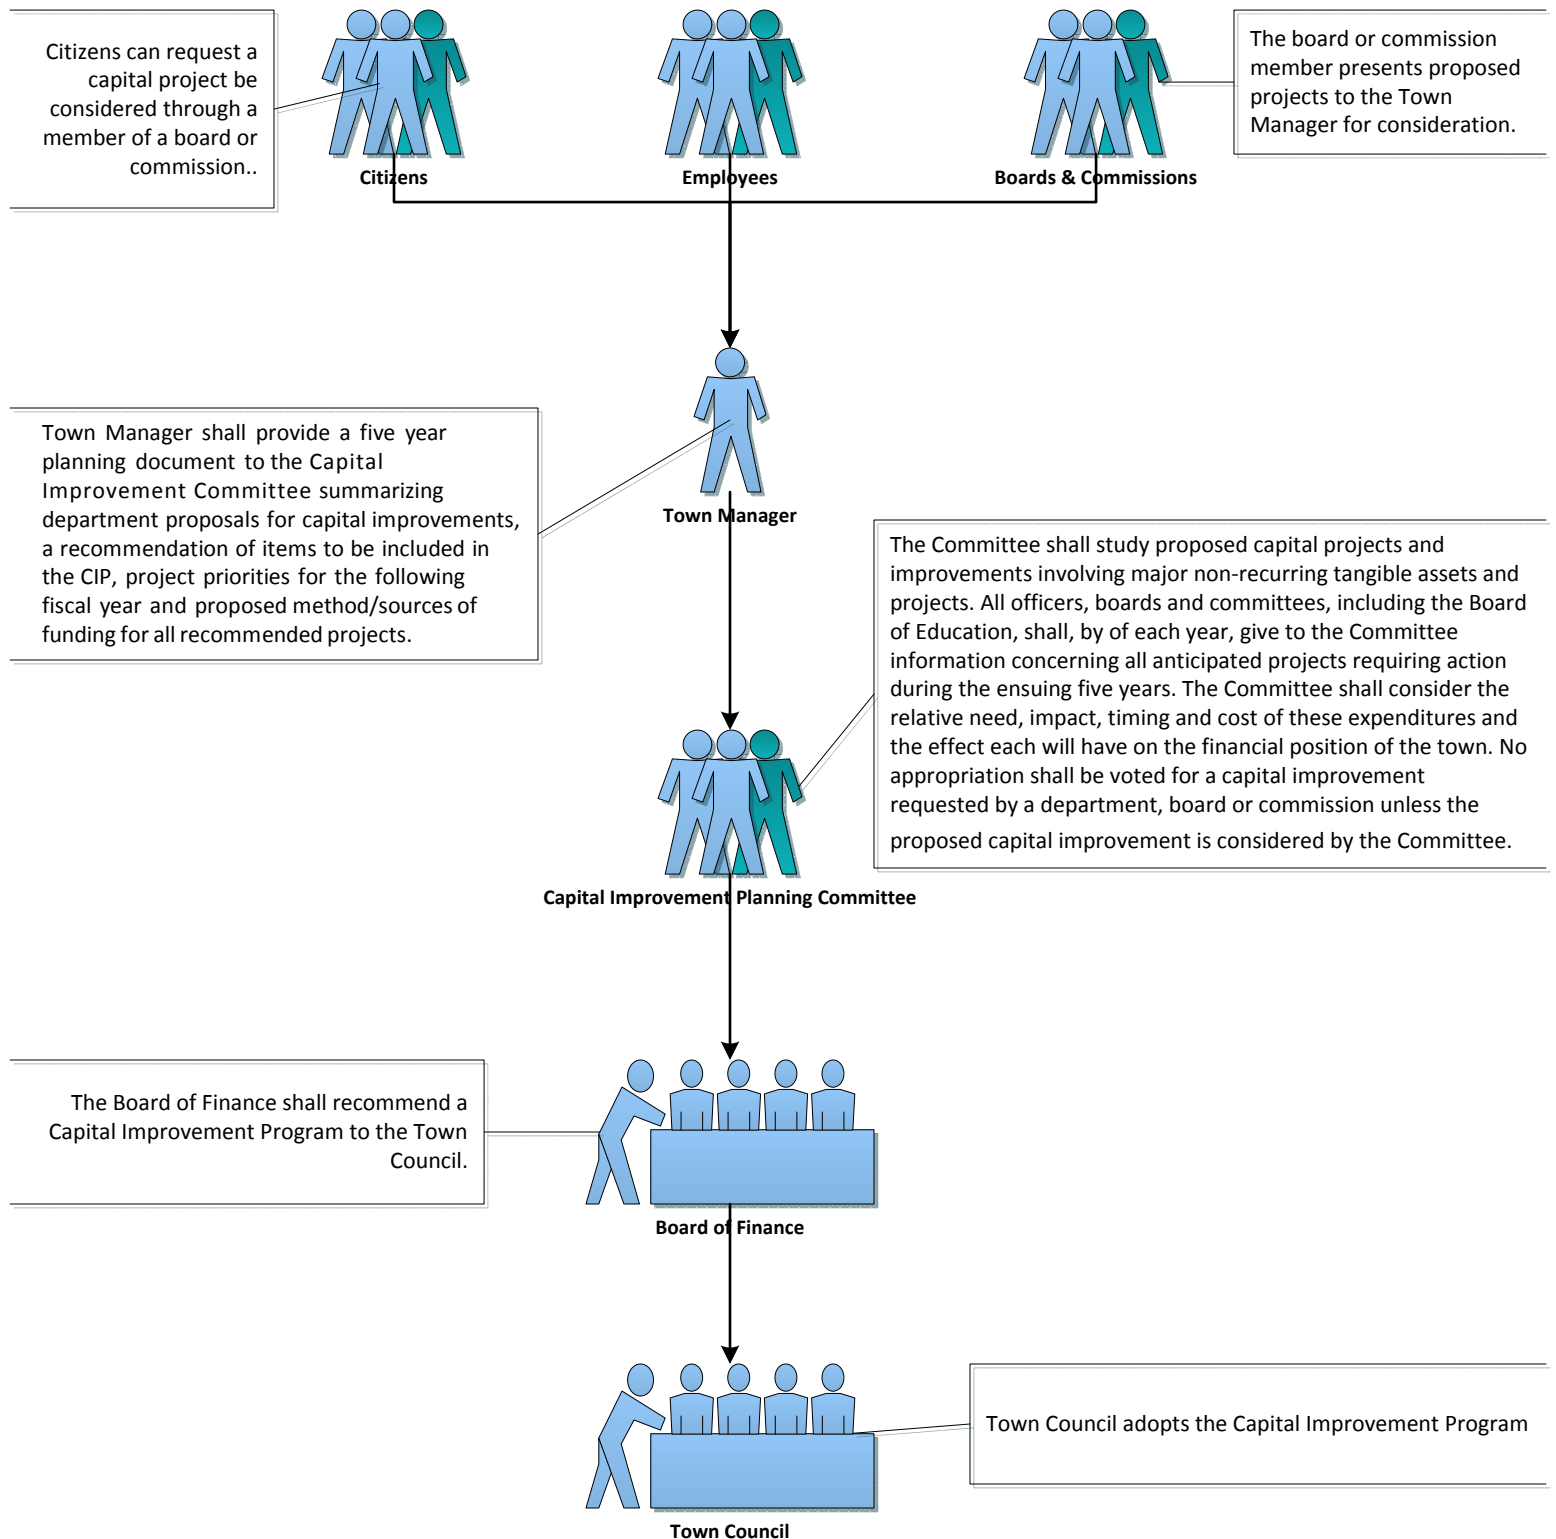 Citizens can request a
capital project be
considered through a
member of a board or
commission..
The board or commission
member presents proposed
projects to the Town
Manager for consideration.
Citizens
Employees
Boards & Commissions
Town Manager shall provide a five year
planning document to the Capital
Improvement Committee summarizing
department proposals for capital improvements,
a recommendation of items to be included in
the CIP, project priorities for the following
fiscal year and proposed method/sources of
funding for all recommended projects.
Town Manager
The Committee shall study proposed capital projects and
improvements involving major non-recurring tangible assets and
projects. All officers, boards and committees, including the Board
of Education, shall, by of each year, give to the Committee
information concerning all anticipated projects requiring action
during the ensuing five years. The Committee shall consider the
relative need, impact, timing and cost of these expenditures and
the effect each will have on the financial position of the town. No
appropriation shall be voted for a capital improvement
requested by a department, board or commission unless the
proposed capital improvement is considered by the Committee.
Capital Improvement Planning Committee
The Board of Finance shall recommend a
Capital Improvement Program to the Town
Council.
Board of Finance
Town Council adopts the Capital Improvement Program
Town Council